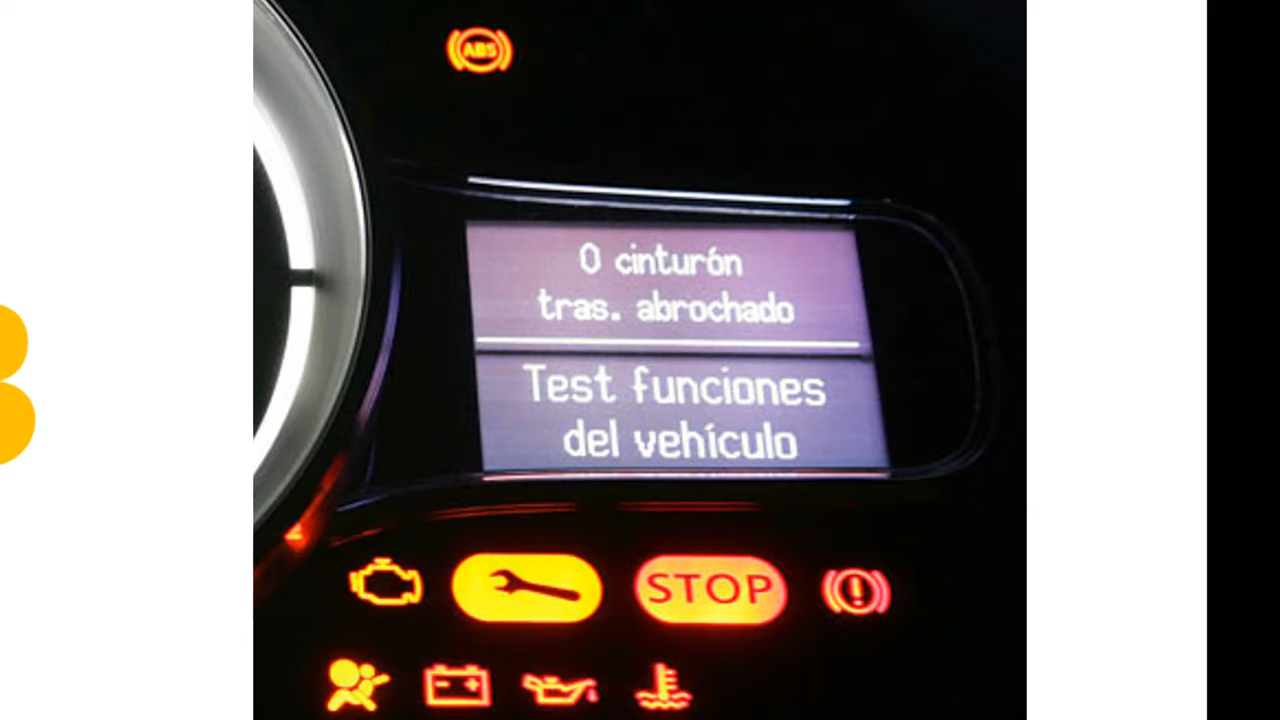 ABS
0 cinturón
tras. abrochado
Test funciones
del vehículo
STOP